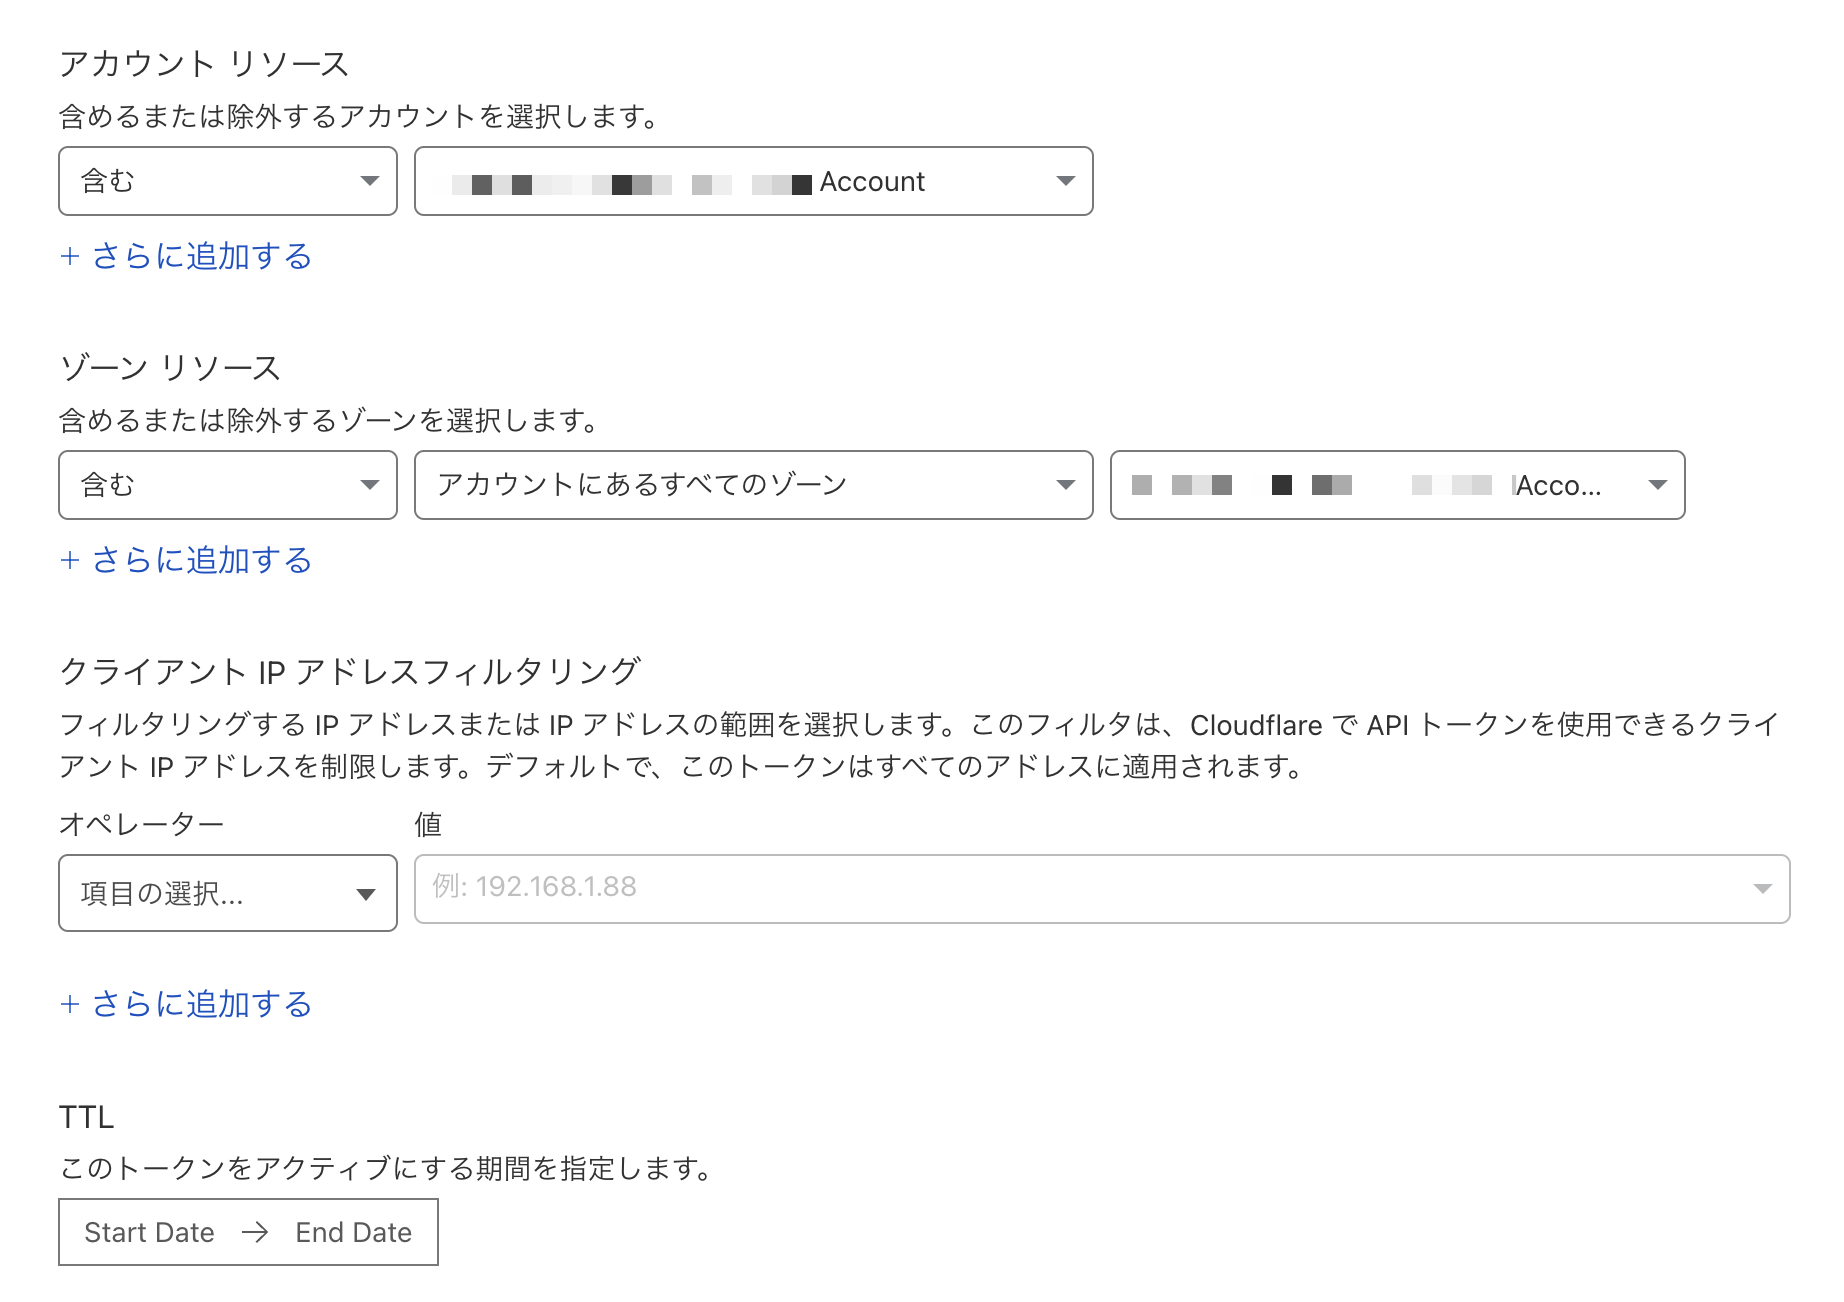 アカウント リソース
含めるまたは除外するアカウントを選択します。
含む
Account
+ さらに追加する
ゾーン リソース
含めるまたは除外するゾーンを選択します。
含む
アカウントにあるすべてのゾーン
Acco...
+ さらに追加する
クライアント IP アドレスフィルタリング
フィルタリングする IP アドレスまたは IP アドレスの範囲を選択します。このフィルタは、Cloudflare で API トークンを使用できるクライ
アント IP アドレスを制限します。デフォルトで、このトークンはすべてのアドレスに適用されます。
オペレーター
値
項目の選択...
例: 192.168.1.88
+ さらに追加する
TTL
このトークンをアクティブにする期間を指定します。
Start Date → End Date